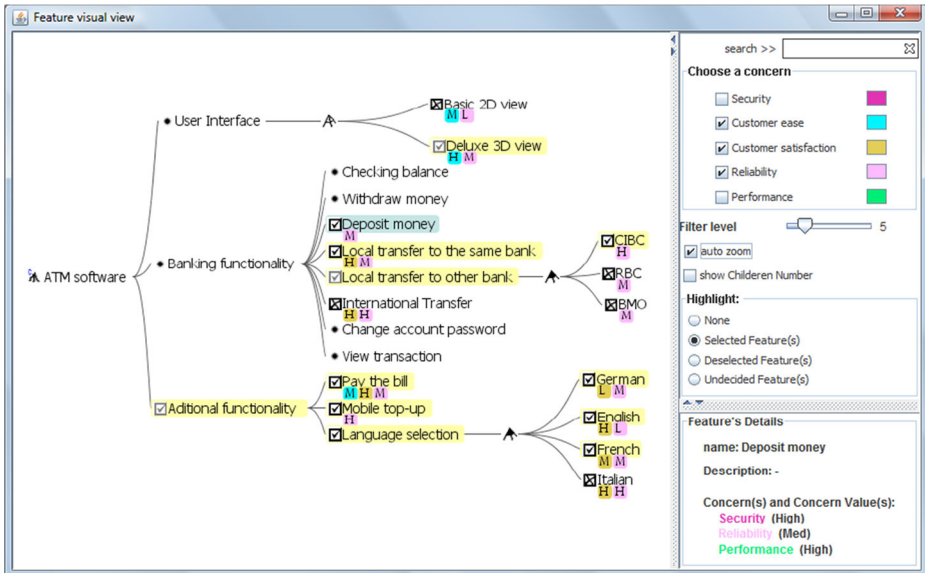 Feature visual view
search >>
Choose a concern
Security
Customer ease
Customer satisfaction
Reliability
Performance
Filter level 5
auto zoom
show Childeren Number
Highlight:
None
Selected Feature(s)
Deselected Feature(s)
Undecided Feature(s)
Feature's Details
name: Deposit money
Description: -
Concern(s) and Concern Value(s):
Security (High)
Reliability (Med)
Performance (High)
ATM software
User Interface
Basic 2D view
M L
Deluxe 3D view
H M
Banking functionality
Checking balance
Withdraw money
Deposit money
M
Local transfer to the same bank
H M
Local transfer to other bank
CIBC
H
RBC
M
BMO
M
International Transfer
H H
Change account password
View transaction
Aditional functionality
Pay the bill
M H M
Mobile top-up
H
Language selection
German
L M
English
H L
French
M M
Italian
H H